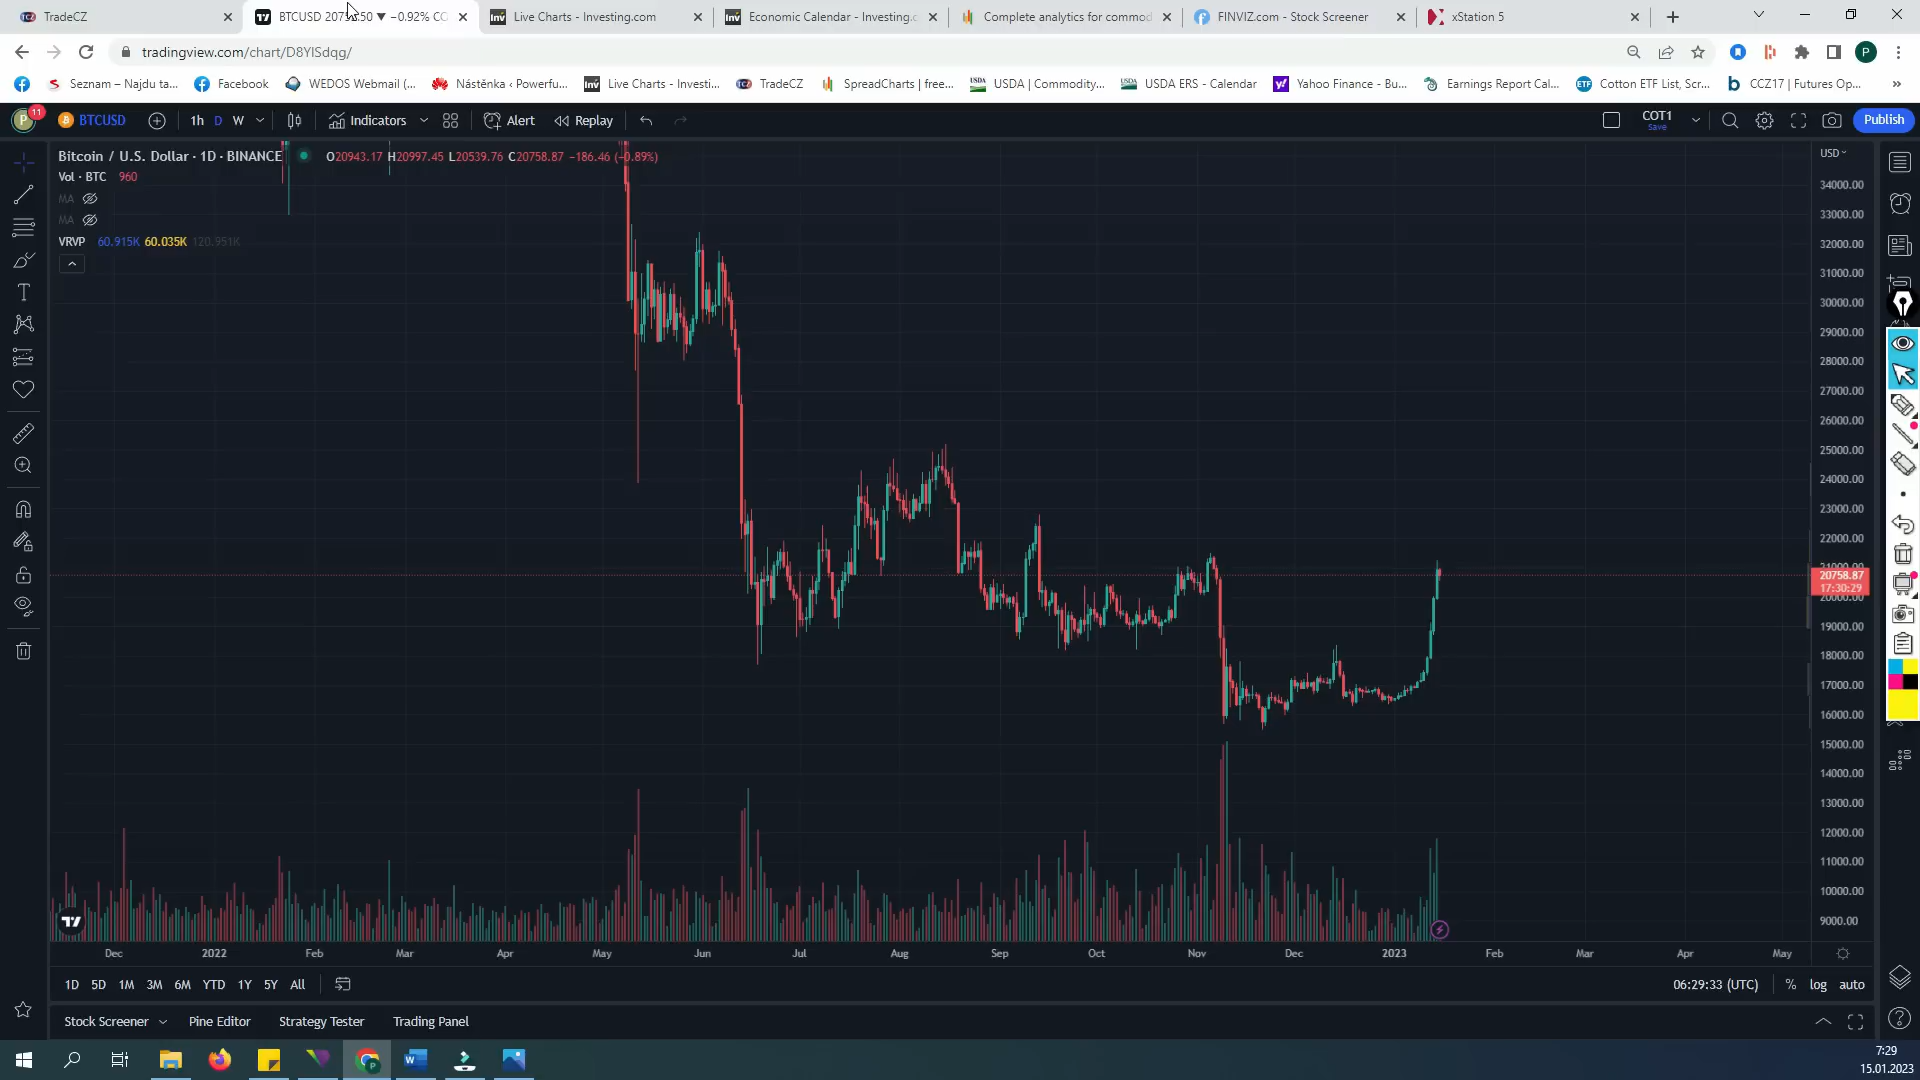 TradeCZ
BTCUSD 2075 50 ▼ −0.92% CO
Live Charts - Investing.com
Economic Calendar - Investing.c
Complete analytics for commod
FINVIZ.com - Stock Screener
xStation 5
tradingview.com/chart/D8YlSdqg/
P
Seznam – Najdu ta...
Facebook
WEDOS Webmail (...
Nástěnka ‹ Powerfu...
Live Charts - Investi...
TradeCZ
SpreadCharts | free...
USDA | Commodity...
USDA ERS - Calendar
Yahoo Finance - Bu...
Earnings Report Cal...
Cotton ETF List, Scr...
CCZ17 | Futures Op...
»
P
11
BTCUSD
1h
D
W
Indicators
Alert
Replay
COT1
Save
Publish
Bitcoin / U.S. Dollar · 1D · BINANCE
O20943.17 H20997.45 L20539.76 C20758.87 −186.46 (−0.89%)
Vol · BTC 960
MA
MA
VRVP 60.915K 60.035K 120.951K
USD
34000.00
33000.00
32000.00
31000.00
30000.00
29000.00
28000.00
27000.00
26000.00
25000.00
24000.00
23000.00
22000.00
21000.00
20758.87
17:30:29
20000.00
19000.00
18000.00
17000.00
16000.00
15000.00
14000.00
13000.00
12000.00
11000.00
10000.00
9000.00
Dec 2022 Feb Mar Apr May Jun Jul Aug Sep Oct Nov Dec 2023 Feb Mar Apr May
1D 5D 1M 3M 6M YTD 1Y 5Y All
06:29:33 (UTC) % log auto
Stock Screener Pine Editor Strategy Tester Trading Panel
7:29
15.01.2023